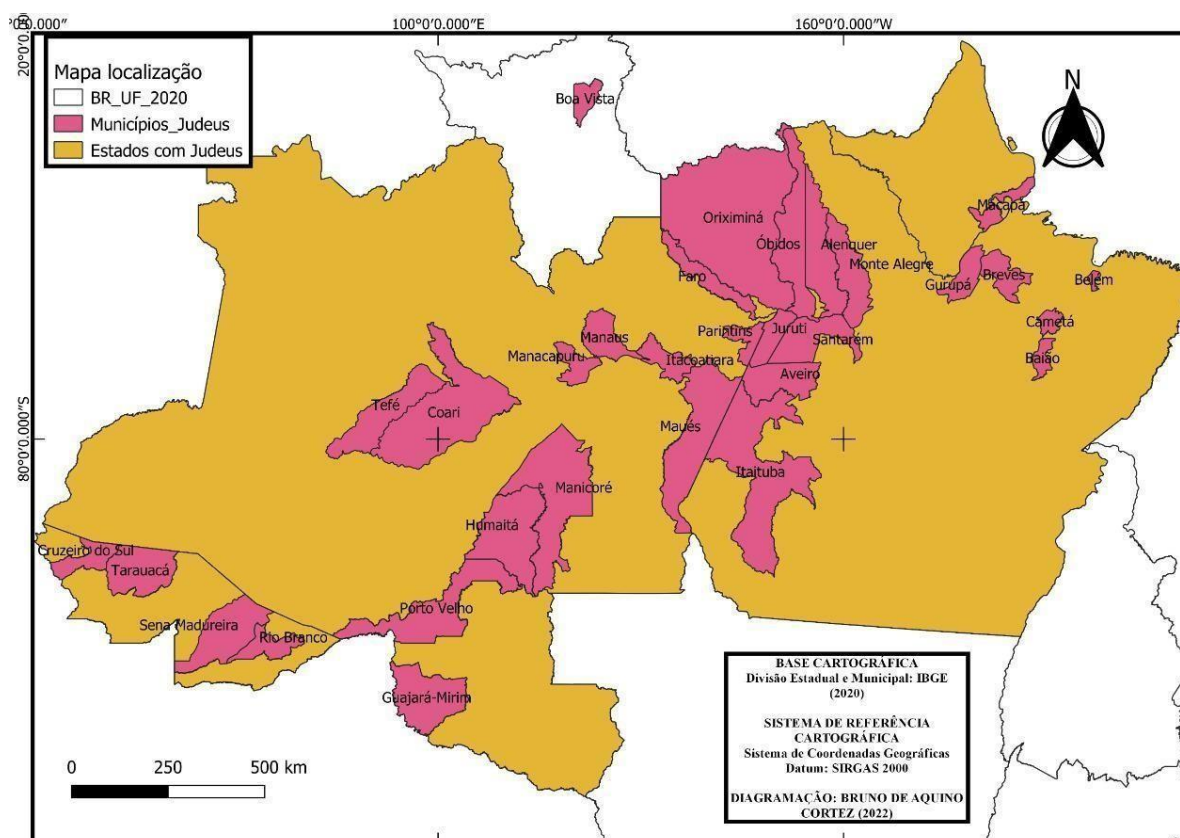 100°0'0.000"E
160°0'0.000"W
80°0'0.000"S
Mapa localização
BR_UF_2020
Municípios_Judeus
Estados com Judeus
N
Boa Vista
Macapá
Oriximiná
Óbidos
Alenquer
Monte Alegre
Faro
Gurupá
Breves
Belém
Cametá
Baião
Parintins
Juruti
Santarém
Manaus
Manacapuru
Itacoatiara
Aveiro
Tefé
Coari
Maués
Itaituba
Manicoré
Humaitá
Cruzeiro do Sul
Tarauacá
Sena Madureira
Rio Branco
Porto Velho
Guajará-Mirim
0 250 500 km
BASE CARTOGRÁFICA
Divisão Estadual e Municipal: IBGE
(2020)
SISTEMA DE REFERÊNCIA
CARTOGRÁFICA
Sistema de Coordenadas Geográficas
Datum: SIRGAS 2000
DIAGRAMAÇÃO: BRUNO DE AQUINO
CORTEZ (2022)